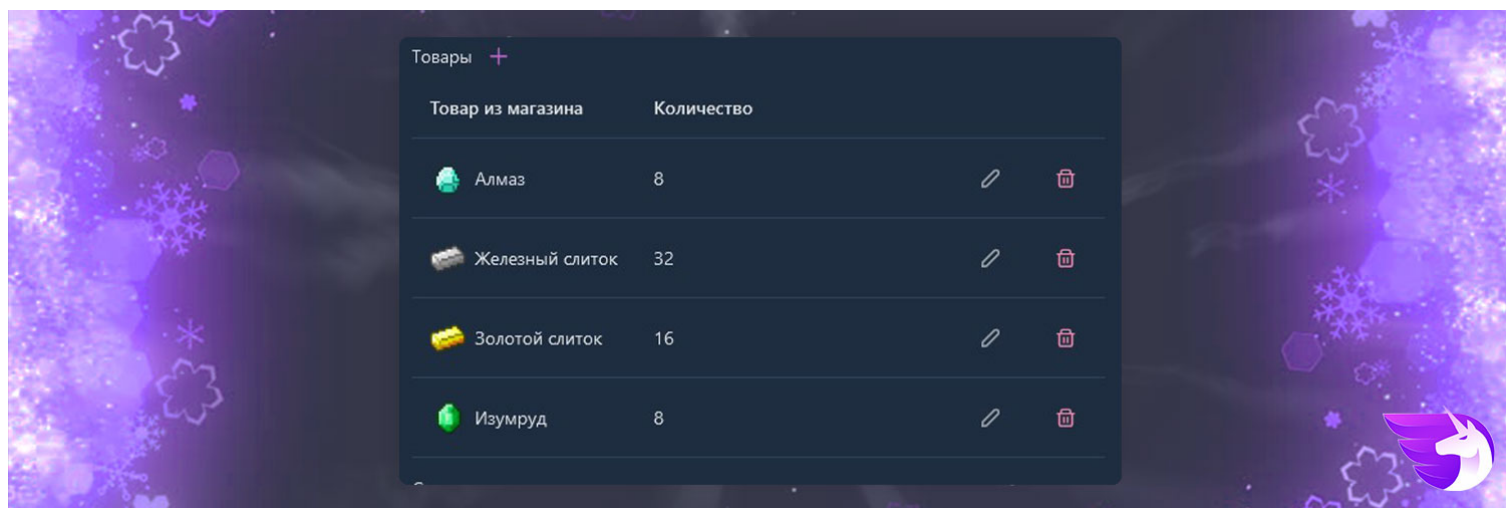 Товары
Товар из магазина Количество
Алмаз 8
Железный слиток 32
Золотой слиток 16
Изумруд 8